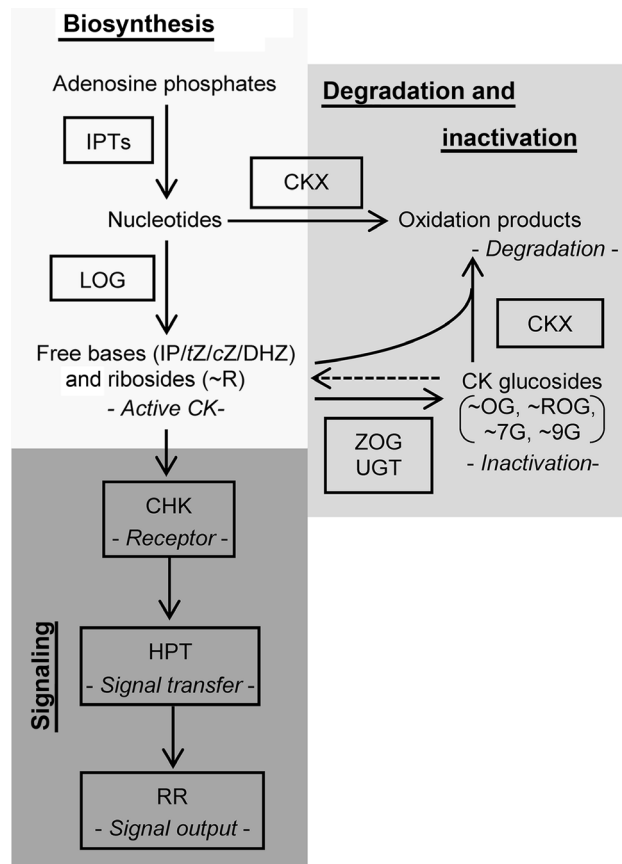 Biosynthesis
Adenosine phosphates
IPTs
Nucleotides
LOG
Free bases (IP/tZ/cZ/DHZ)
and ribosides (~R)
- Active CK-
Degradation and
inactivation
CKX
Oxidation products
- Degradation -
CKX
CK glucosides
(~OG, ~ROG,
~7G, ~9G)
- Inactivation-
ZOG
UGT
Signaling
CHK
- Receptor -
HPT
- Signal transfer -
RR
- Signal output -